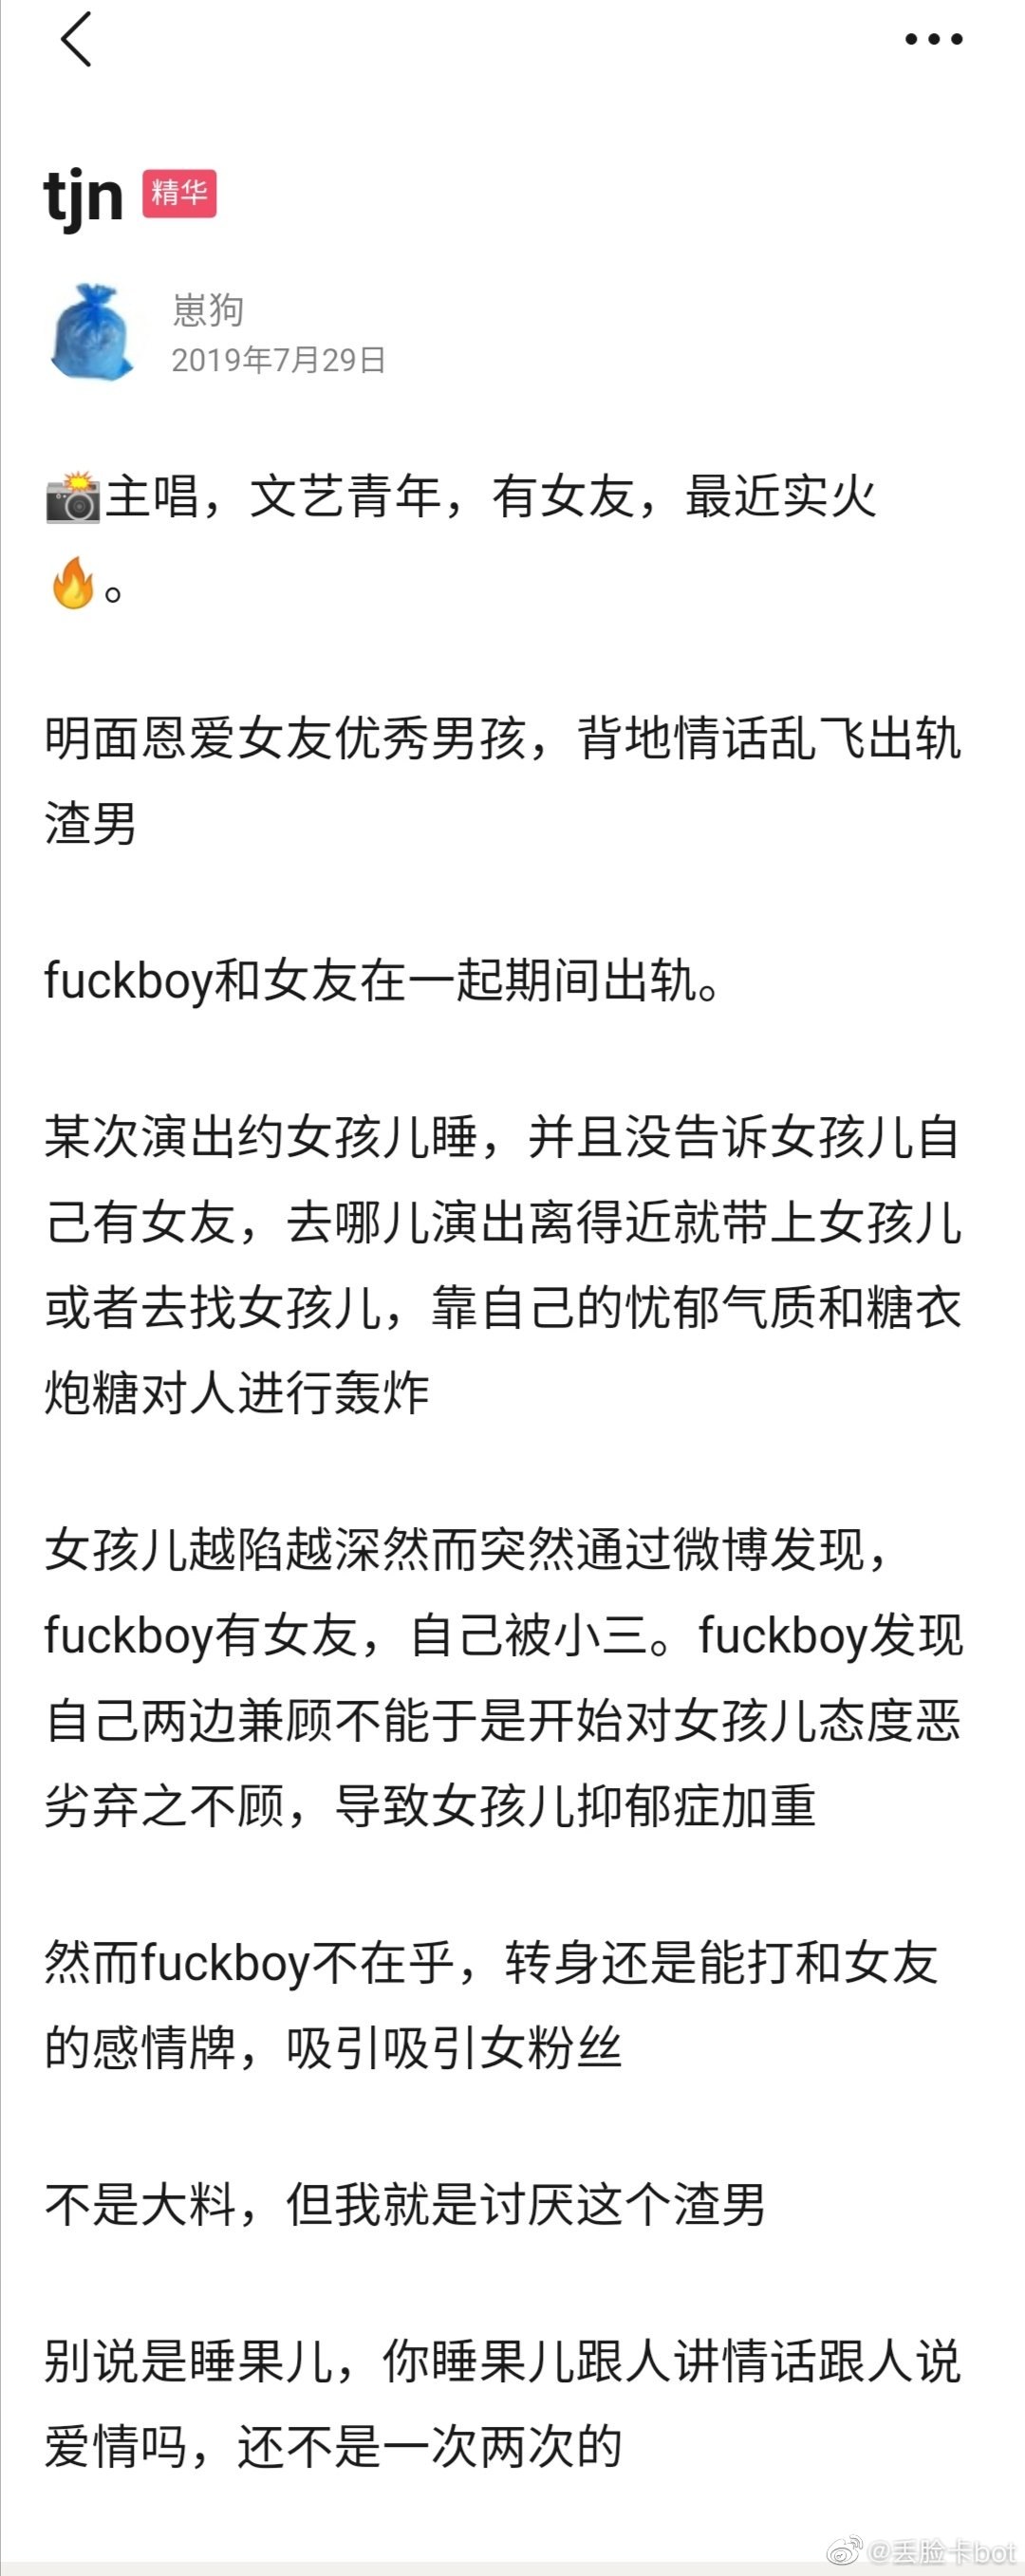 tjn 精华
崽狗
2019年7月29日
📸主唱，文艺青年，有女友，最近实火
🔥。
明面恩爱女友优秀男孩，背地情话乱飞出轨
渣男
fuckboy和女友在一起期间出轨。
某次演出约女孩儿睡，并且没告诉女孩儿自
己有女友，去哪儿演出离得近就带上女孩儿
或者去找女孩儿，靠自己的忧郁气质和糖衣
炮糖对人进行轰炸
女孩儿越陷越深然而突然通过微博发现，
fuckboy有女友，自己被小三。fuckboy发现
自己两边兼顾不能于是开始对女孩儿态度恶
劣弃之不顾，导致女孩儿抑郁症加重
然而fuckboy不在乎，转身还是能打和女友
的感情牌，吸引吸引女粉丝
不是大料，但我就是讨厌这个渣男
别说是睡果儿，你睡果儿跟人讲情话跟人说
爱情吗，还不是一次两次的
@丢脸卡bot